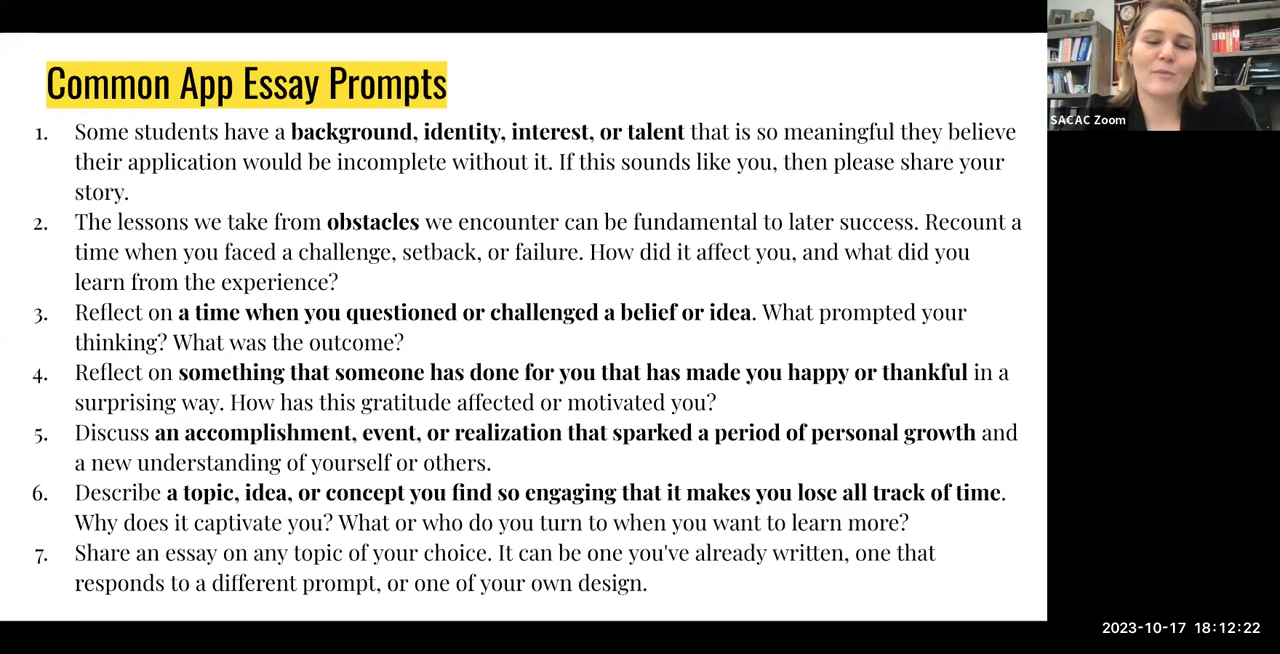 Common App Essay Prompts
SACAC Zoom
1. Some students have a background, identity, interest, or talent that is so meaningful they believe
their application would be incomplete without it. If this sounds like you, then please share your
story.
2. The lessons we take from obstacles we encounter can be fundamental to later success. Recount a
time when you faced a challenge, setback, or failure. How did it affect you, and what did you
learn from the experience?
3. Reflect on a time when you questioned or challenged a belief or idea. What prompted your
thinking? What was the outcome?
4. Reflect on something that someone has done for you that has made you happy or thankful in a
surprising way. How has this gratitude affected or motivated you?
5. Discuss an accomplishment, event, or realization that sparked a period of personal growth and
a new understanding of yourself or others.
6. Describe a topic, idea, or concept you find so engaging that it makes you lose all track of time.
Why does it captivate you? What or who do you turn to when you want to learn more?
7. Share an essay on any topic of your choice. It can be one you've already written, one that
responds to a different prompt, or one of your own design.
2023-10-17 18:12:22